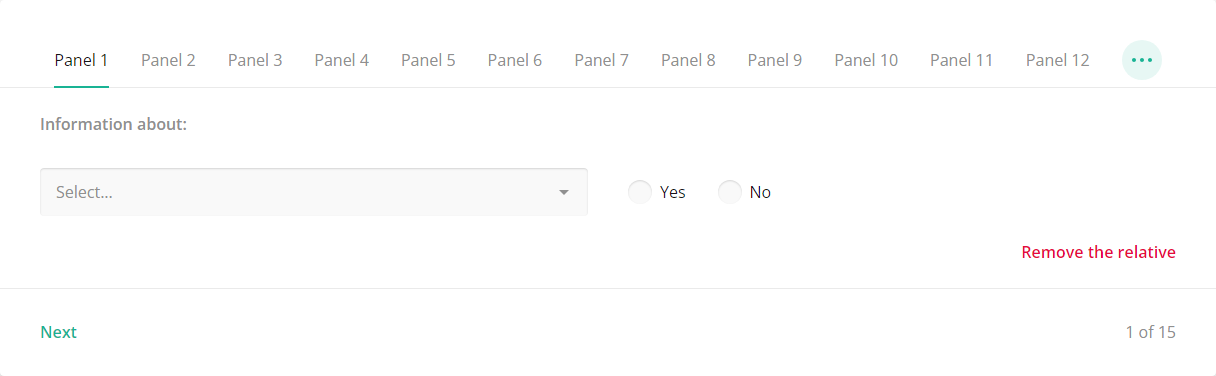 Panel 1 Panel 2 Panel 3 Panel 4 Panel 5 Panel 6 Panel 7 Panel 8 Panel 9 Panel 10 Panel 11 Panel 12
Information about:
Select... Yes No
Remove the relative
Next 1 of 15